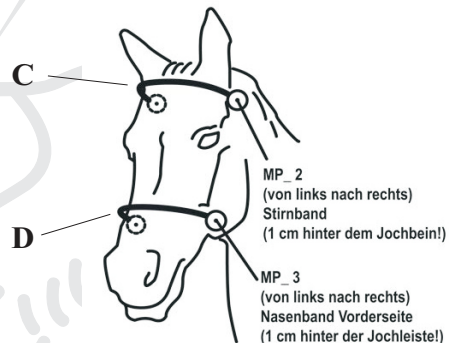 C
MP_ 2
(von links nach rechts)
Stirnband
(1 cm hinter dem Jochbein!)
D
MP_ 3
(von links nach rechts)
Nasenband Vorderseite
(1 cm hinter der Jochleiste!)